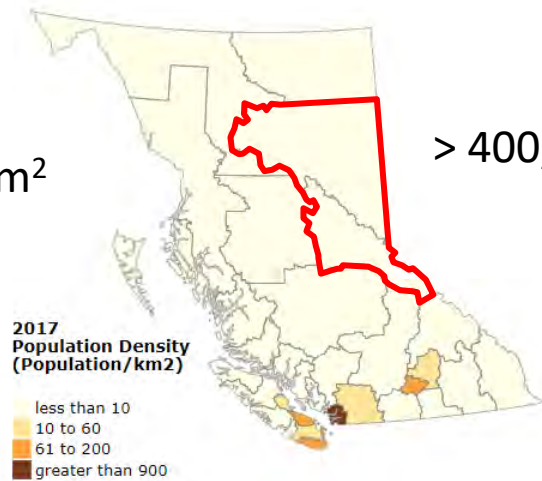 m²
> 400,
2017
Population Density
(Population/km2)
less than 10
10 to 60
61 to 200
greater than 900